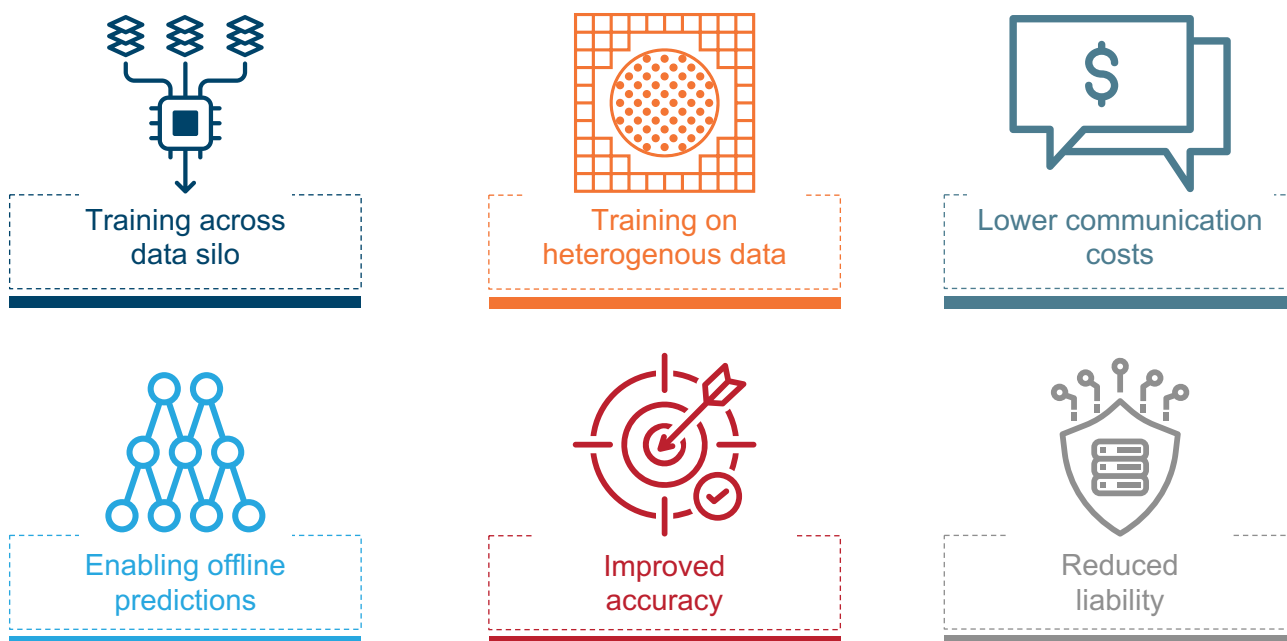 Training across
data silo
Training on
heterogenous data
$
Lower communication
costs
Enabling offline
predictions
Improved
accuracy
Reduced
liability